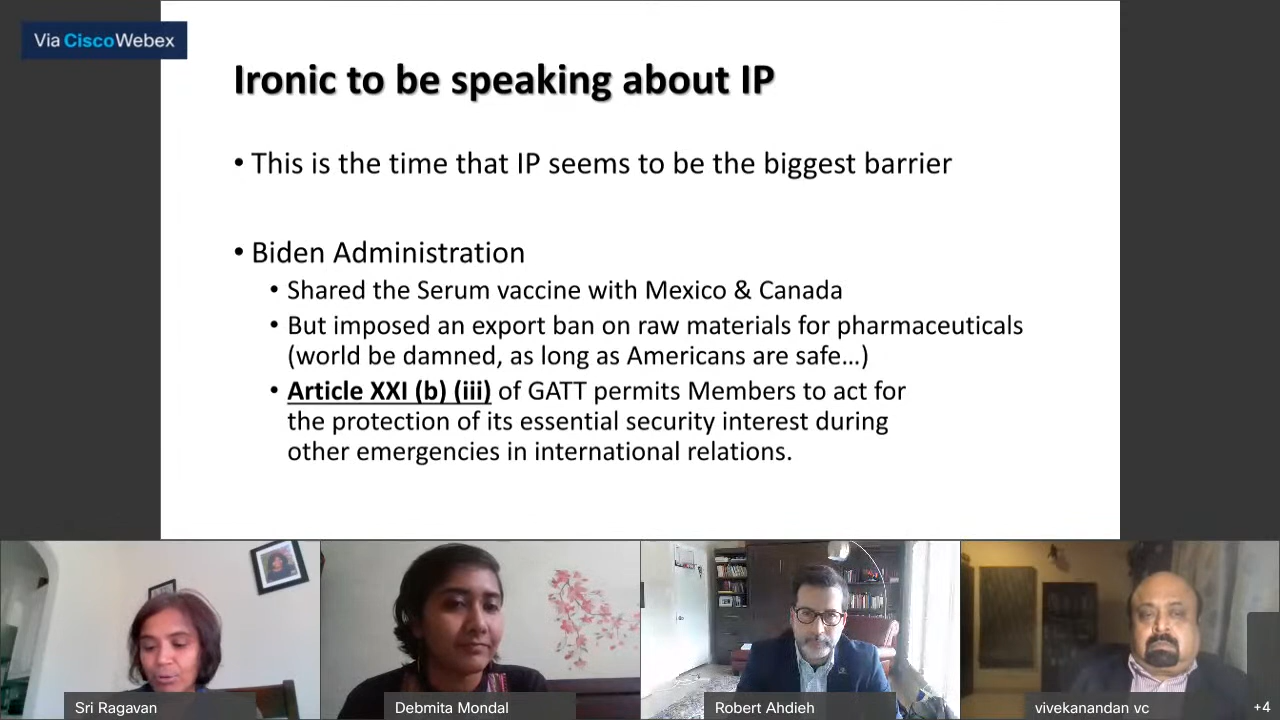 Via Cisco Webex
Ironic to be speaking about IP
• This is the time that IP seems to be the biggest barrier
• Biden Administration
• Shared the Serum vaccine with Mexico & Canada
• But imposed an export ban on raw materials for pharmaceuticals
(world be damned, as long as Americans are safe…)
• Article XXI (b) (iii) of GATT permits Members to act for
the protection of its essential security interest during
other emergencies in international relations.
Sri Ragavan
Debmita Mondal
Robert Ahdieh
vivekanandan vc
+4